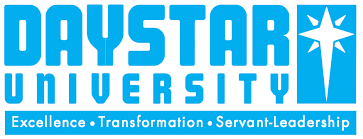 DAYSTAR
UNIVERSITY
Excellence • Transformation • Servant-Leadership